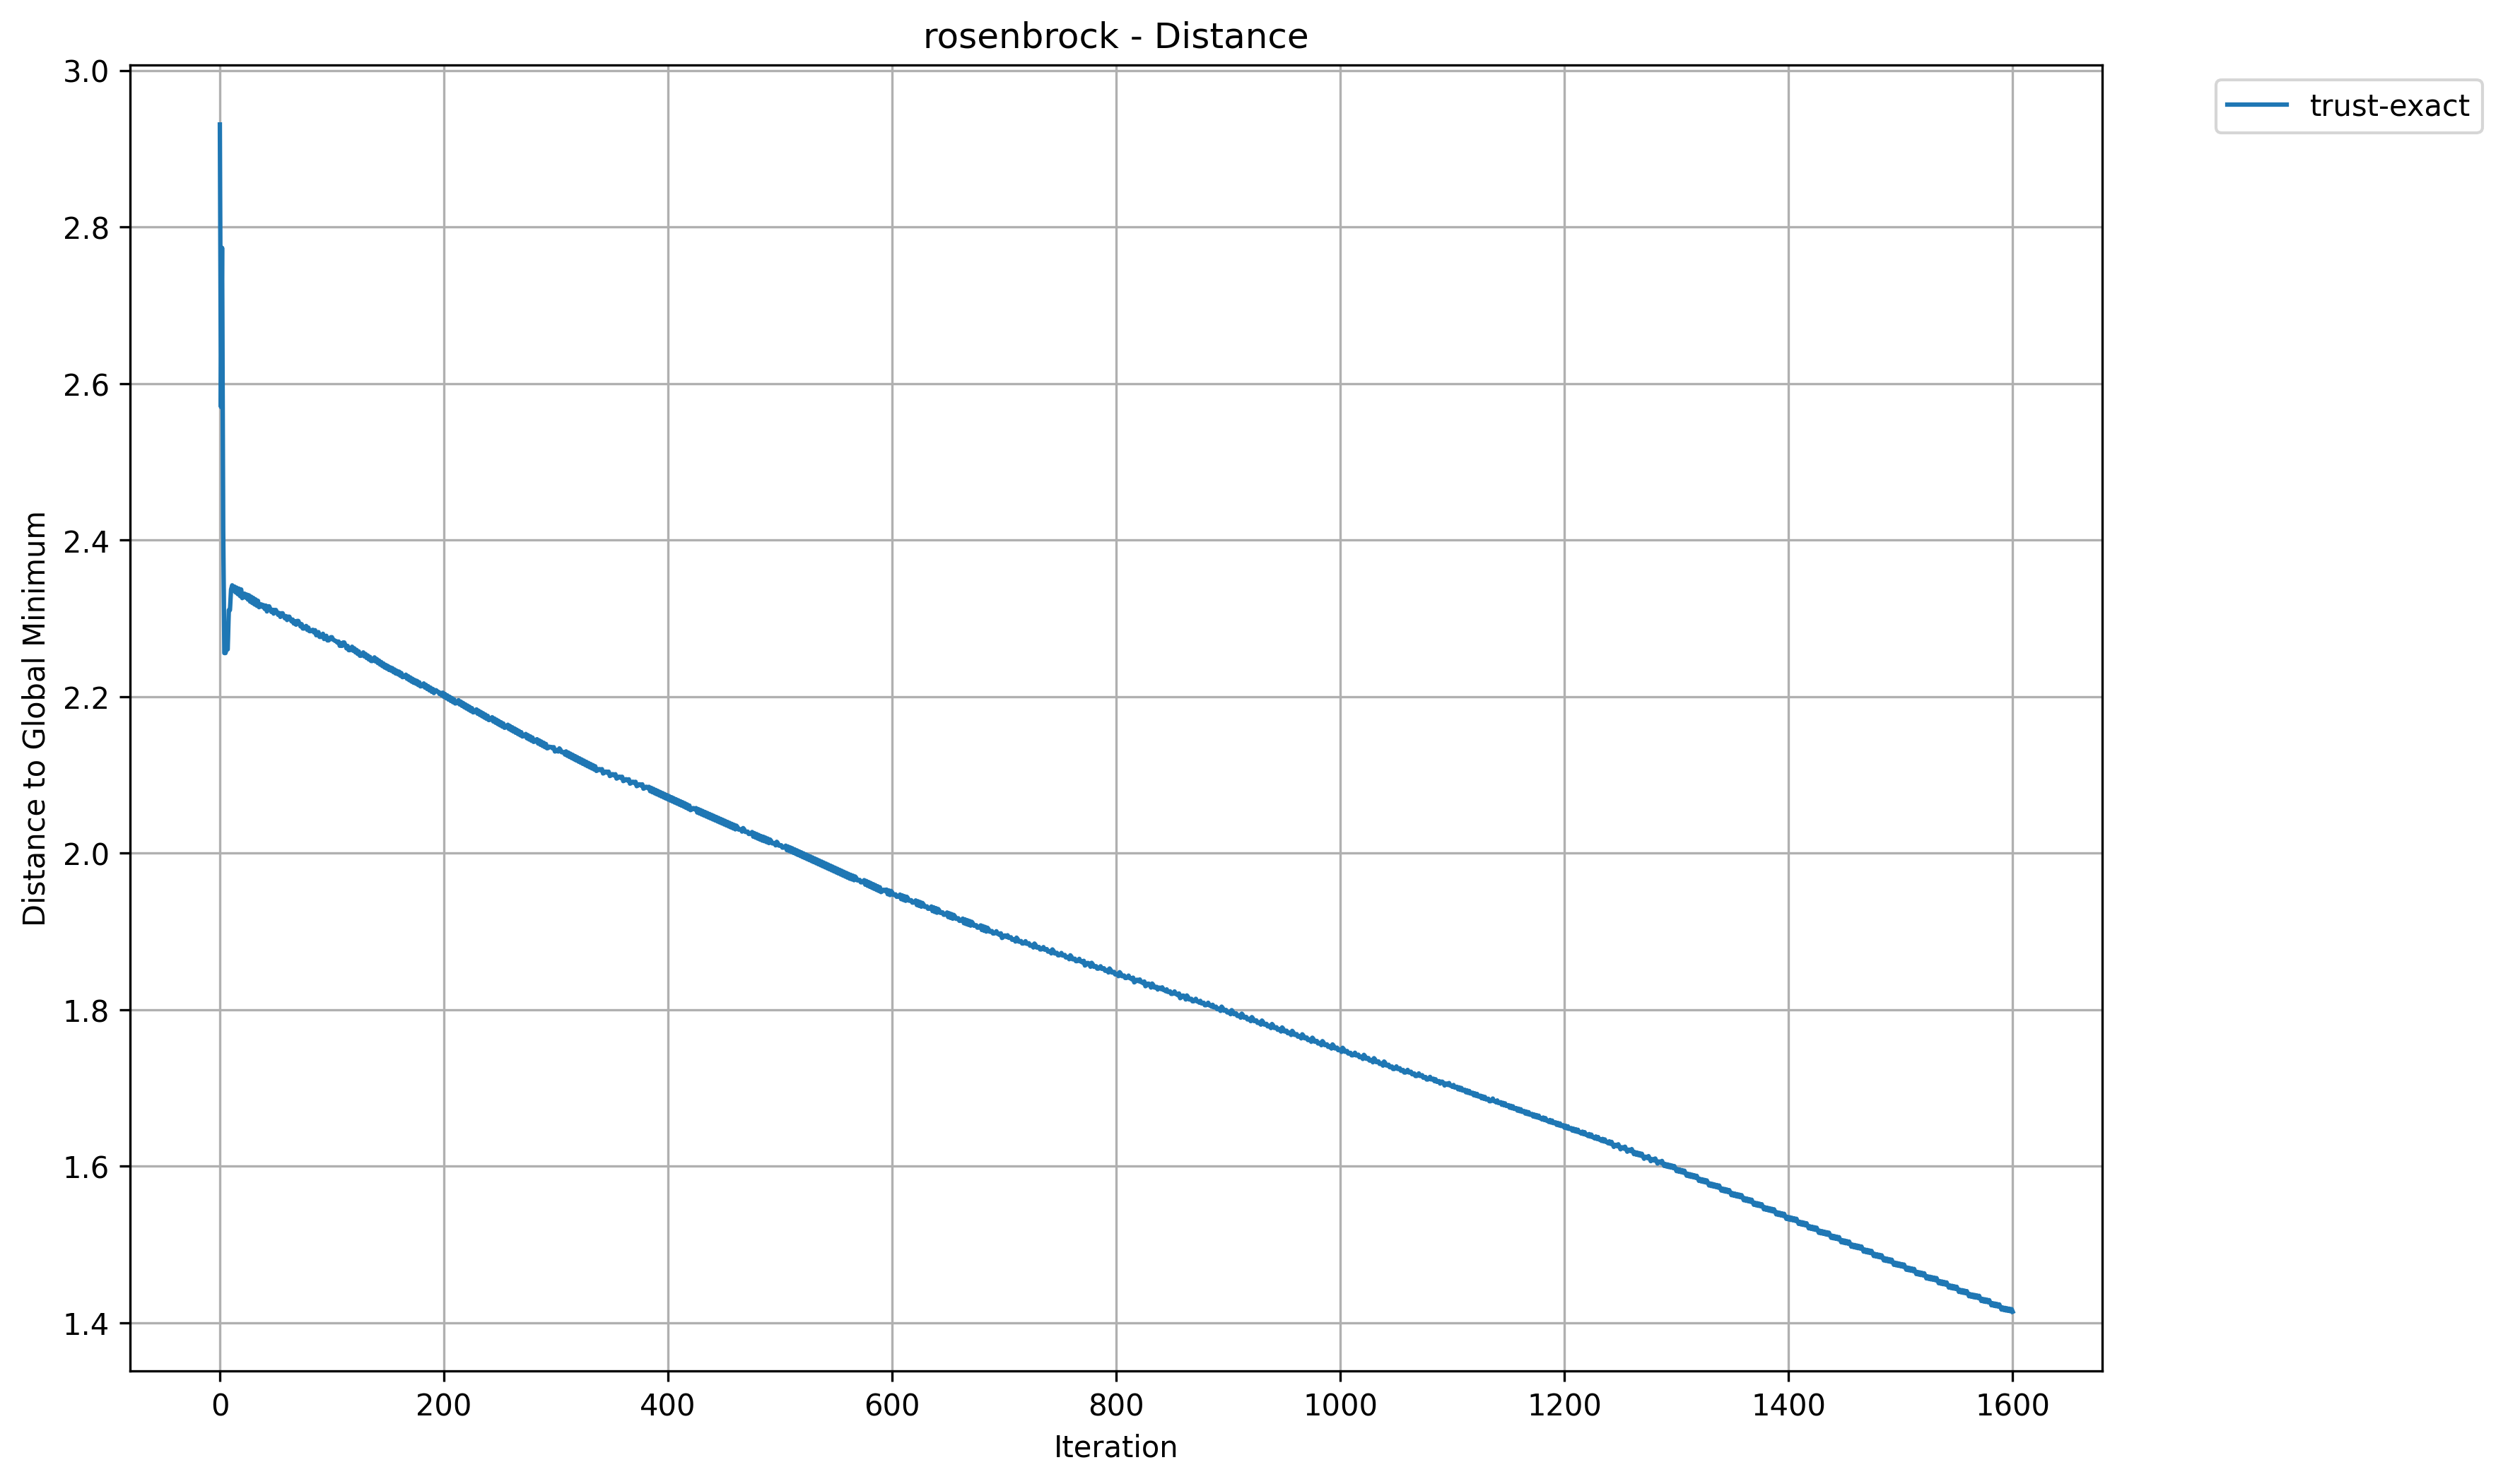 rosenbrock - Distance
trust-exact
Distance to Global Minimum
3.0
2.8
2.6
2.4
2.2
2.0
1.8
1.6
1.4
0 200 400 600 800 1000 1200 1400 1600
Iteration